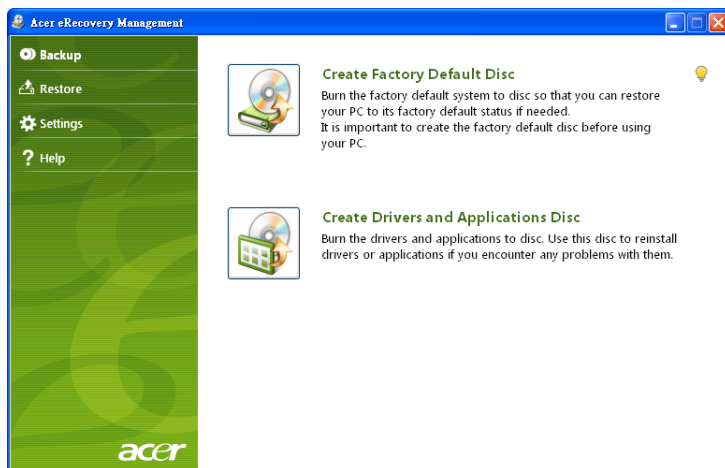 Acer eRecovery Management
Backup
Restore
Settings
? Help
Create Factory Default Disc
Burn the factory default system to disc so that you can restore
your PC to its factory default status if needed.
It is important to create the factory default disc before using
your PC.
Create Drivers and Applications Disc
Burn the drivers and applications to disc. Use this disc to reinstall
drivers or applications if you encounter any problems with them.
acer